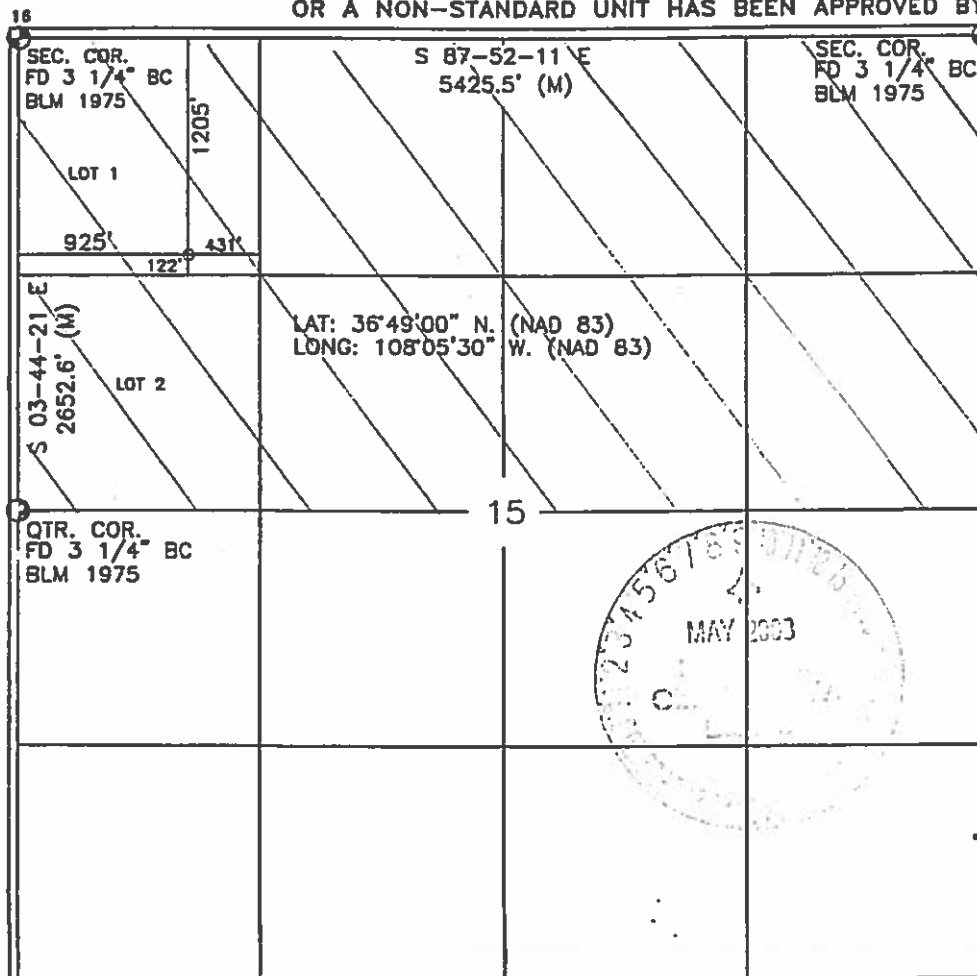 OR A NON-STANDARD UNIT HAS BEEN APPROVED BY
16
SEC. COR.
FD 3 1/4" BC
BLM 1975
1205'
S 87-52-11 E
5425.5' (M)
SEC. COR.
FD 3 1/4" BC
BLM 1975
LOT 1
925'
431'
122'
S 03-44-21 E
2652.6' (M)
LAT: 36°49'00" N. (NAD 83)
LONG: 108°05'30" W. (NAD 83)
LOT 2
15
QTR. COR.
FD 3 1/4" BC
BLM 1975
MAY 2003